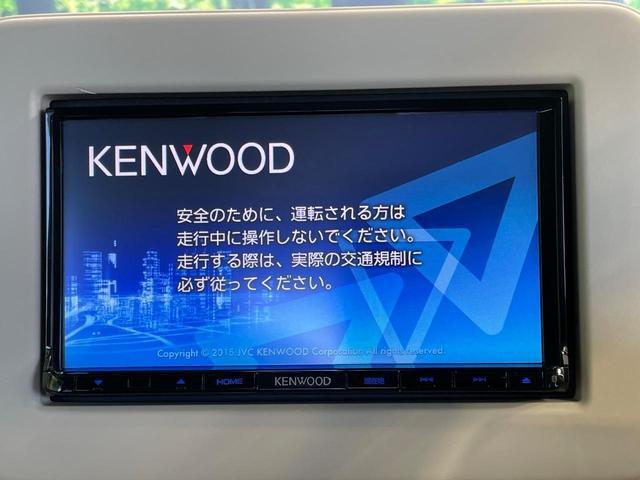 KENWOOD
安全のために、運転される方は
走行中に操作しないでください。
走行する際は、実際の交通規制に
必ず従ってください。
Copyright © 2015 JVC KENWOOD Corporation All rights reserved.
HOME KENWOOD 現在地